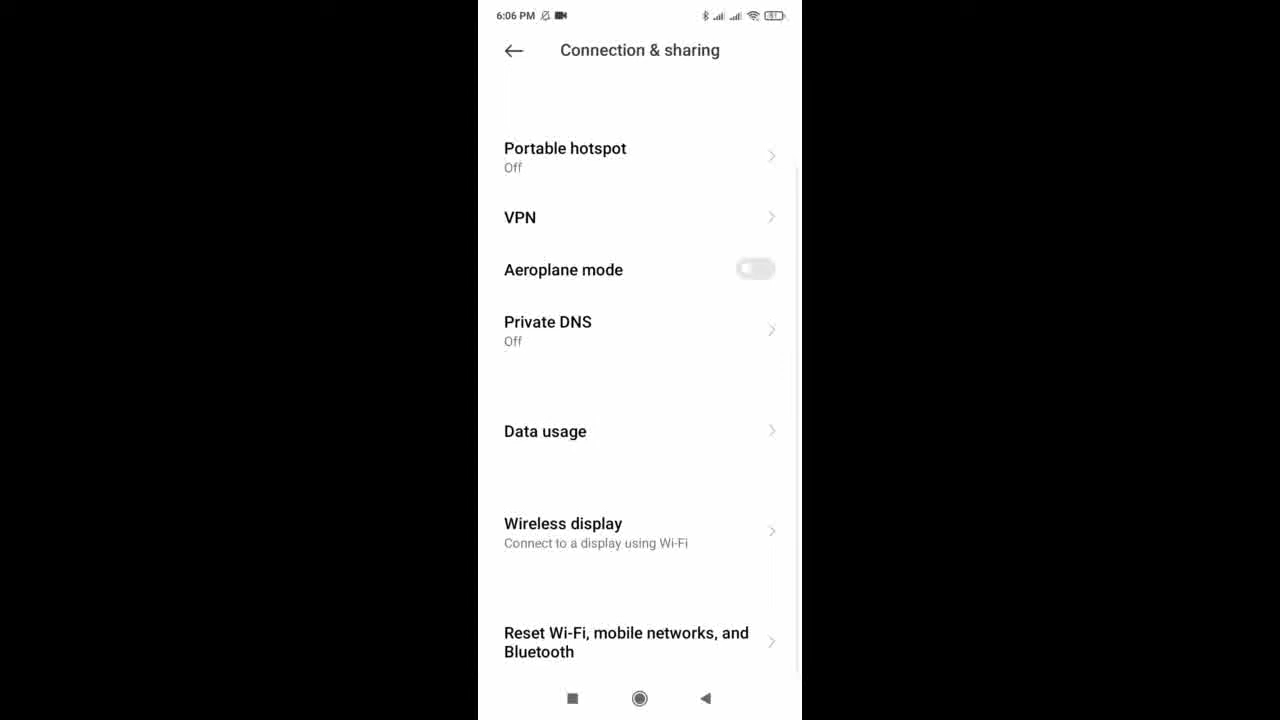 6:06 PM
Connection & sharing
Portable hotspot
Off
VPN
Aeroplane mode
Private DNS
Off
Data usage
Wireless display
Connect to a display using Wi-Fi
Reset Wi-Fi, mobile networks, and
Bluetooth